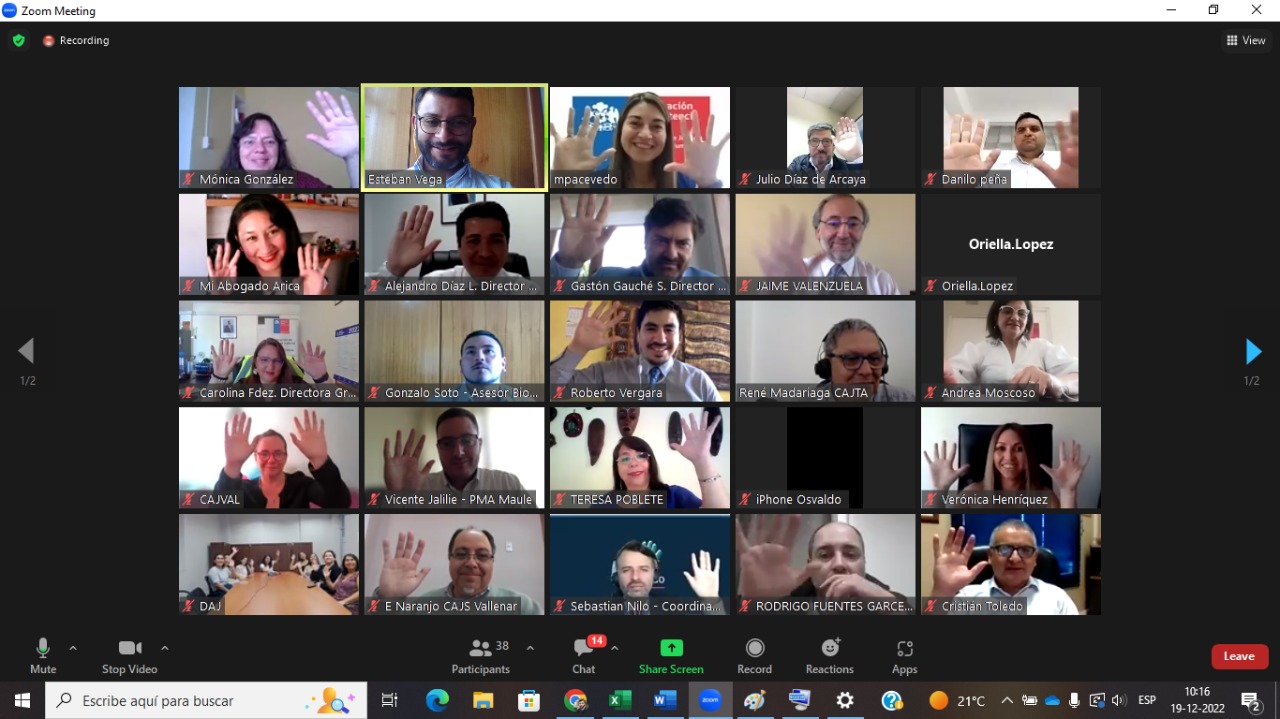 Zoom Meeting
Recording
View
Mónica González
Esteban Vega
mpacevedo
Julio Díaz de Arcaya
Danilo peña
Mi Abogado Arica
Alejandro Díaz L. Director ...
Gastón Gauché S. Director ...
JAIME VALENZUELA
Oriella.Lopez
Oriella.Lopez
1/2
1/2
Carolina Fdez. Directora Gr...
Gonzalo Soto - Asesor Bio...
Roberto Vergara
René Madariaga CAJTA
Andrea Moscoso
CAJVAL
Vicente Jalilie - PMA Maule
TERESA POBLETE
iPhone Osvaldo
Verónica Henríquez
DAJ
E Naranjo CAJS Vallenar
Sebastian Nilo - Coordina...
RODRIGO FUENTES GARCE...
Cristián Toledo
Mute
Stop Video
Participants
38
Chat
14
Share Screen
Record
Reactions
Apps
Leave
Escribe aquí para buscar
21°C
ESP
10:16
19-12-2022
2